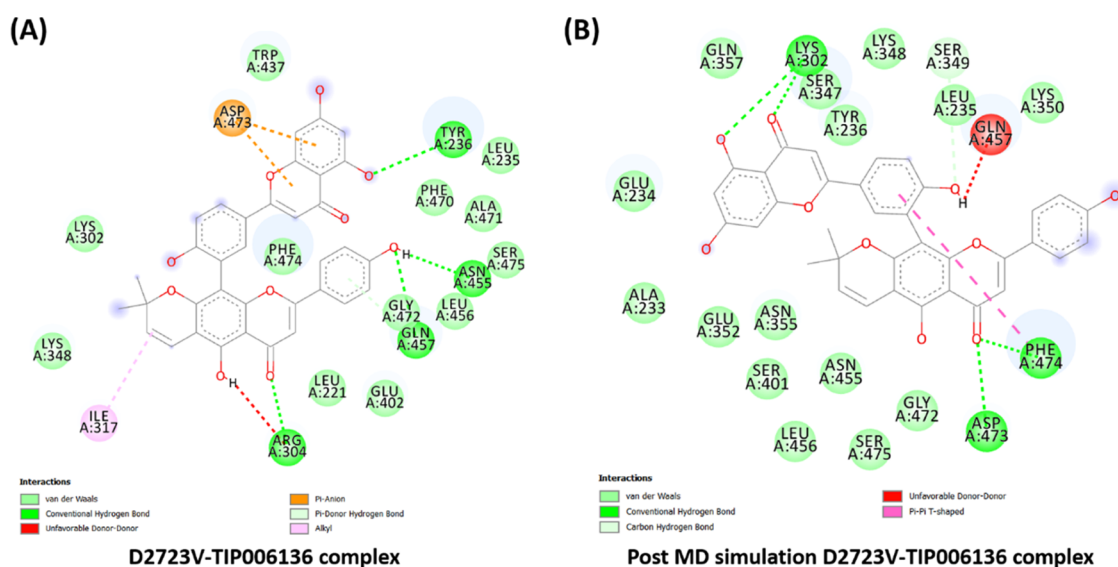 (A)
TRP
A:437
ASP
A:473
TYR
A:236
LEU
A:235
PHE
A:470
ALA
A:471
LYS
A:302
PHE
A:474
SER
A:475
ASN
A:455
GLY
A:472
LEU
A:456
GLN
A:457
LYS
A:348
LEU
A:221
GLU
A:402
ILE
A:317
ARG
A:304
O
O
O
O
O
O
O
O
O
O
H
H
Interactions
van der Waals
Conventional Hydrogen Bond
Unfavorable Donor-Donor
Pi-Anion
Pi-Donor Hydrogen Bond
Alkyl
D2723V-TIP006136 complex
(B)
GLN
A:357
LYS
A:302
LYS
A:348
SER
A:349
SER
A:347
LEU
A:235
LYS
A:350
TYR
A:236
GLN
A:457
GLU
A:234
ALA
A:233
GLU
A:352
ASN
A:355
PHE
A:474
SER
A:401
ASN
A:455
GLY
A:472
ASP
A:473
LEU
A:456
SER
A:475
O
O
O
O
O
O
O
O
O
O
H
Interactions
van der Waals
Conventional Hydrogen Bond
Carbon Hydrogen Bond
Unfavorable Donor-Donor
Pi-Pi T-shaped
Post MD simulation D2723V-TIP006136 complex